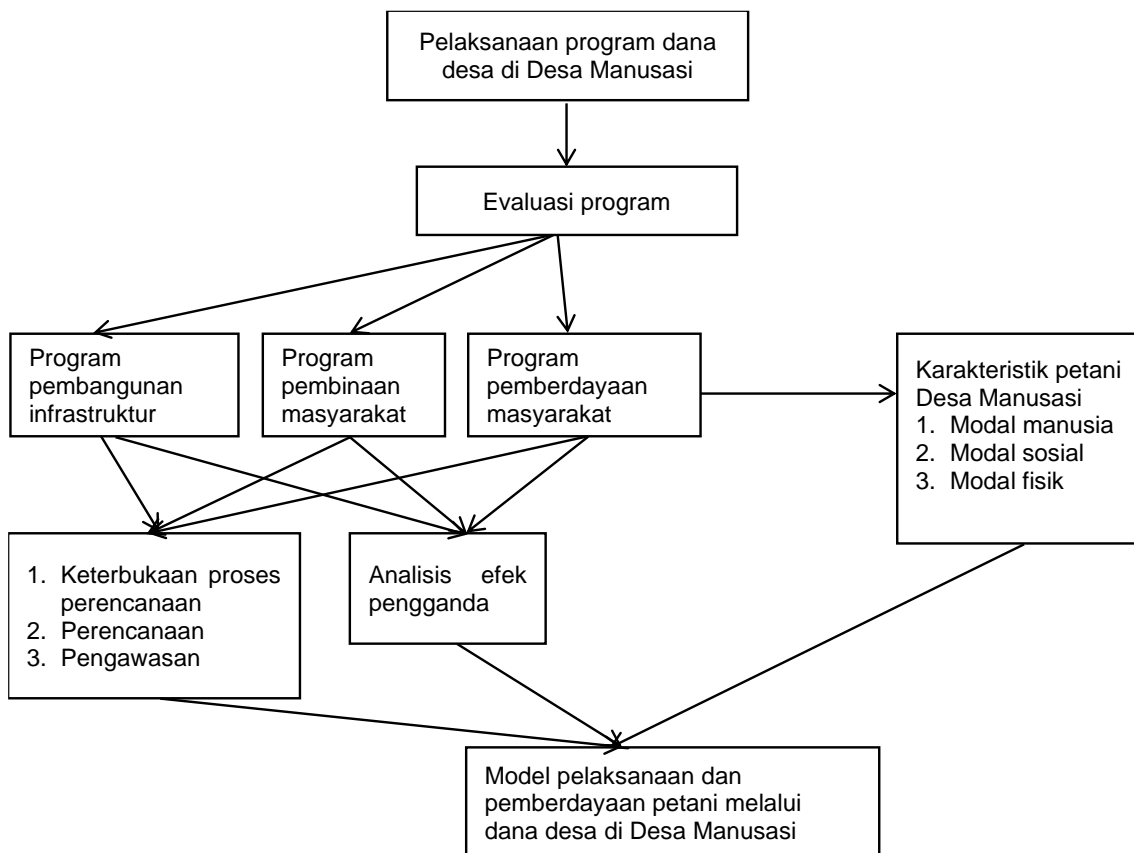 Pelaksanaan program dana
desa di Desa Manusasi
Evaluasi program
Program
pembangunan
infrastruktur
Program
pembinaan
masyarakat
Program
pemberdayaan
masyarakat
Karakteristik petani
Desa Manusasi
1. Modal manusia
2. Modal sosial
3. Modal fisik
1. Keterbukaan proses
perencanaan
2. Perencanaan
3. Pengawasan
Analisis efek
pengganda
Model pelaksanaan dan
pemberdayaan petani melalui
dana desa di Desa Manusasi